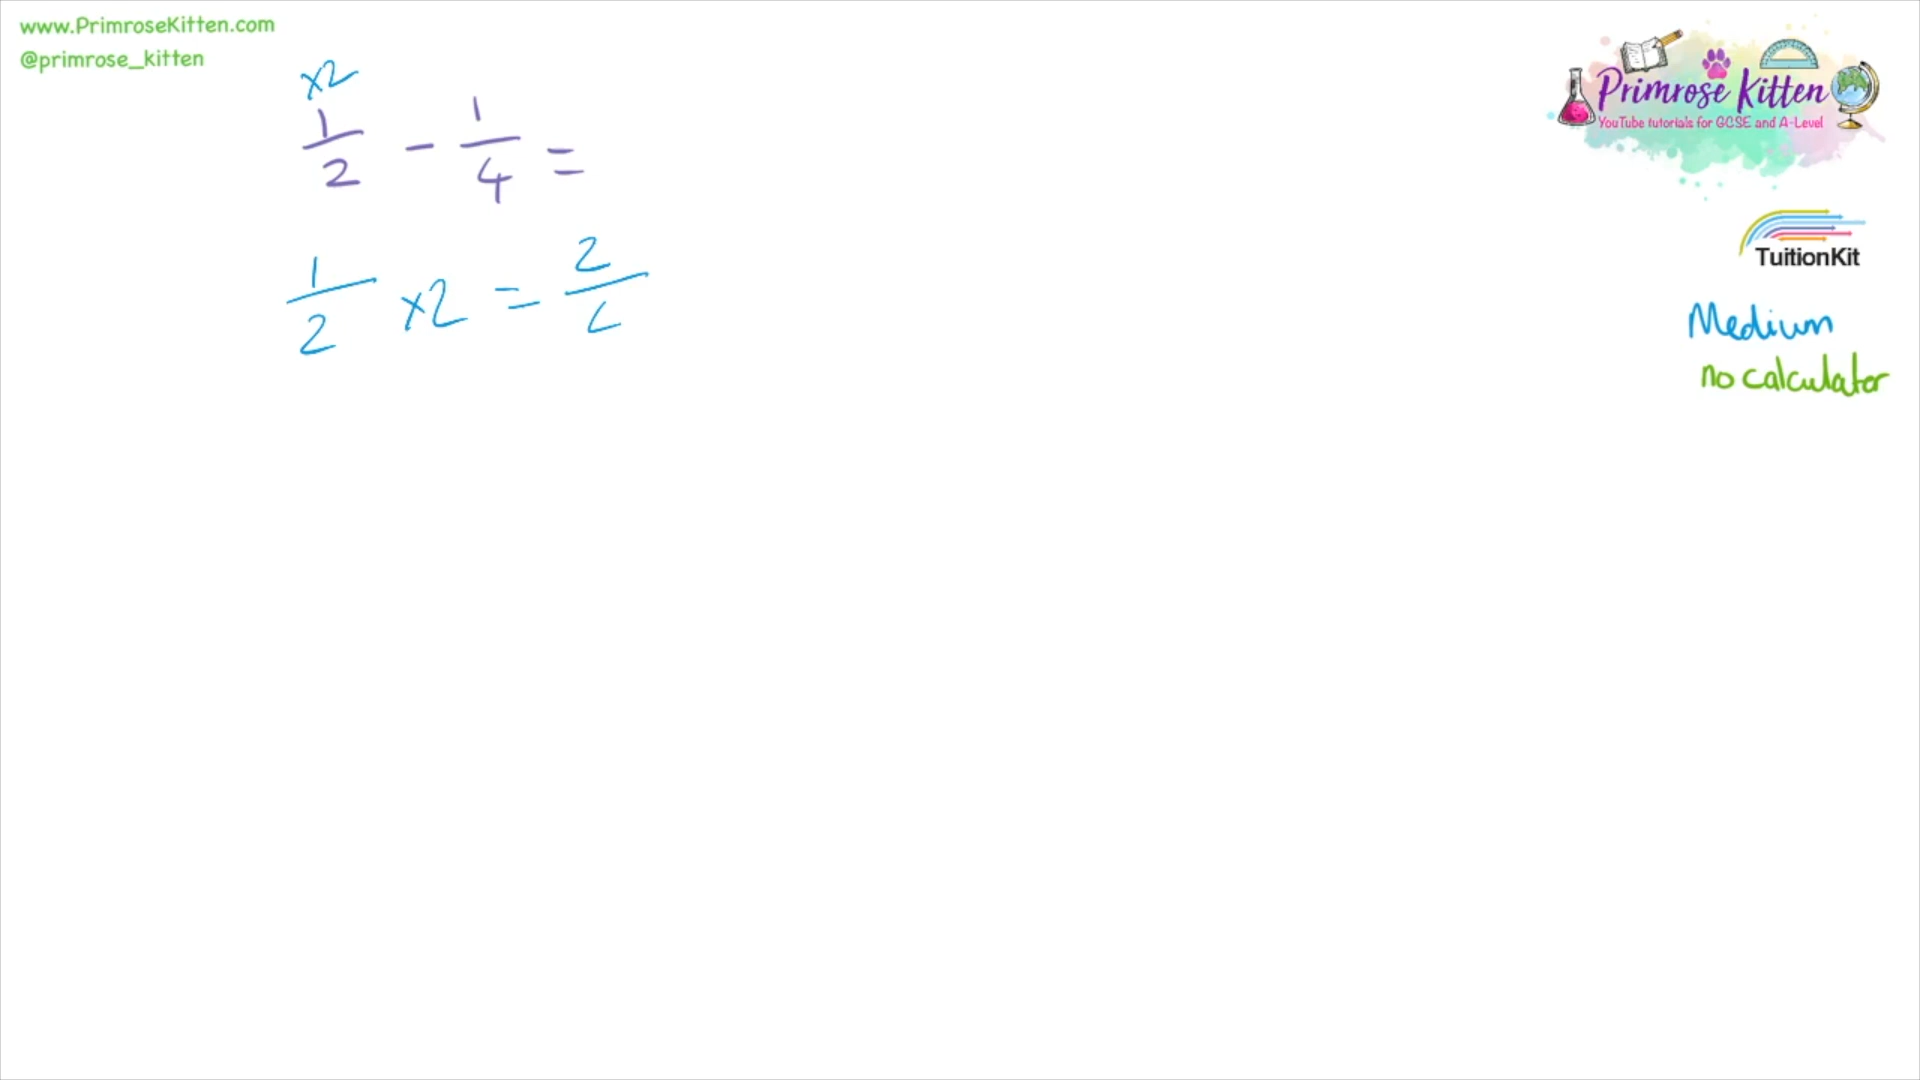 www.PrimroseKitten.com
@primrose_kitten
x2
1/2 - 1/4 =
1/2 x2 = 2/
Primrose Kitten
YouTube tutorials for GCSE and A-Level
TuitionKit
Medium
no calculator